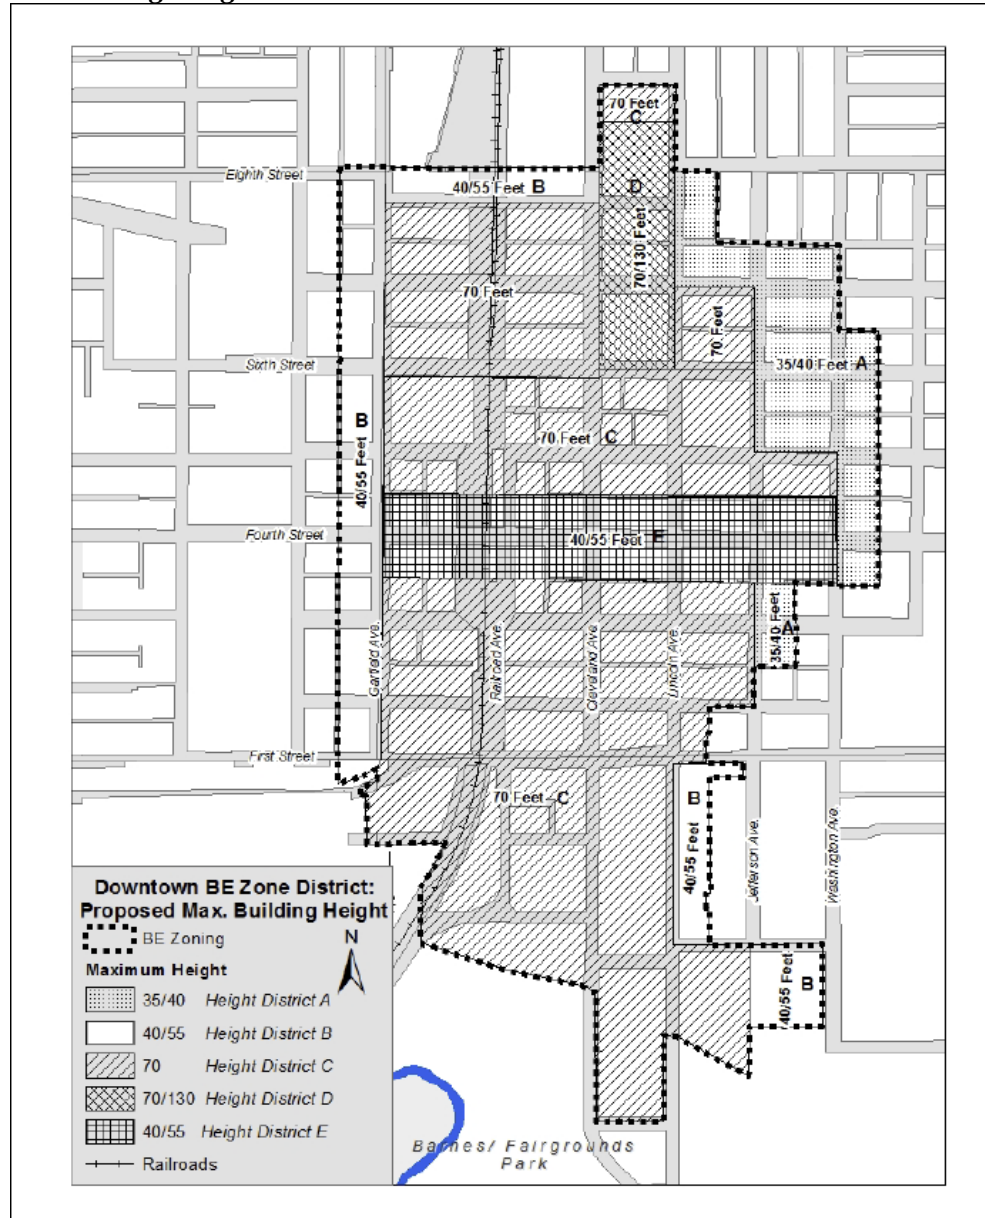 70 Feet
C
Eighth Street
40/55 Feet B
D
70/130 Feet
70 Feet
70 Feet
35/40 Feet A
Sixth Street
B
40/55 Feet
70 Feet C
Fourth Street
40/55 Feet E
35/40 Feet
A
Garfield Ave.
Railroad Ave.
Cleveland Ave.
Lincoln Ave.
First Street
70 Feet C
B
40/55 Feet
Jefferson Ave.
Washington Ave.
40/55 Feet
B
Downtown BE Zone District:
Proposed Max. Building Height
BE Zoning
N
Maximum Height
35/40 Height District A
40/55 Height District B
70 Height District C
70/130 Height District D
40/55 Height District E
Railroads
Barnes/ Fairgrounds
Park